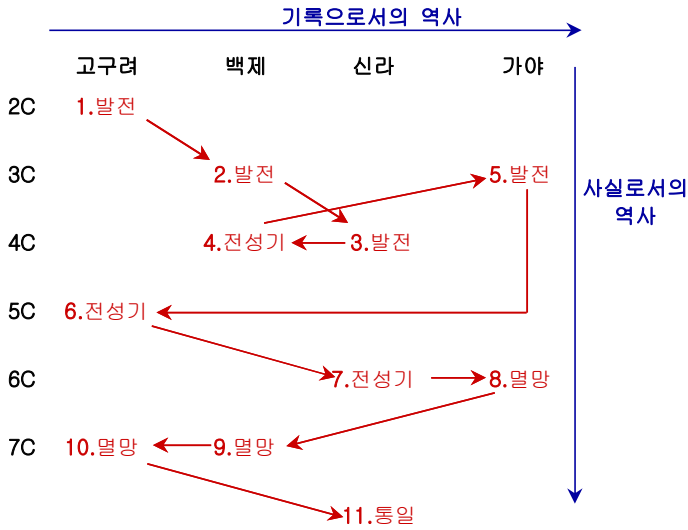 기록으로서의 역사
고구려 백제 신라 가야
2C 1.발전
3C 2.발전 5.발전
사실로서의
역사
4C 4.전성기 3.발전
5C 6.전성기
6C 7.전성기 8.멸망
7C 10.멸망 9.멸망
11.통일